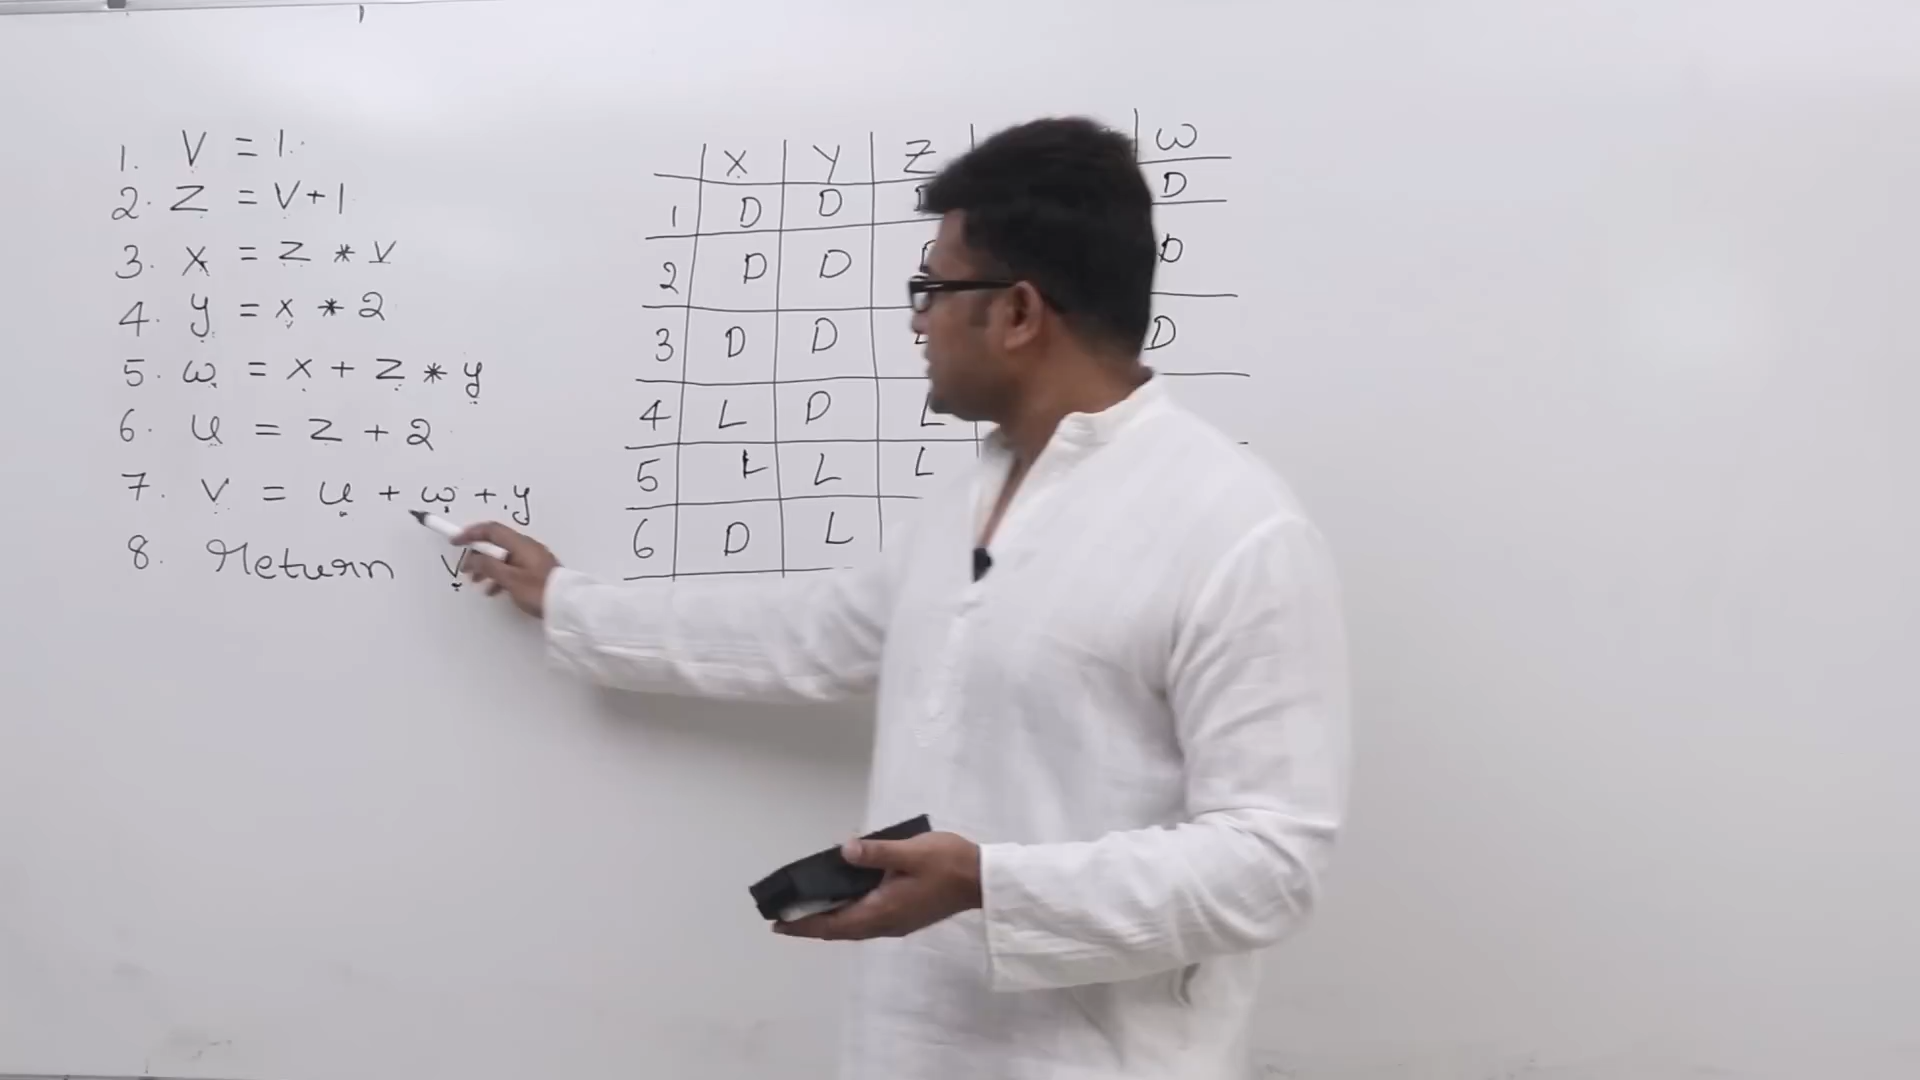 1. V = 1
2. Z = V + 1
3. X = Z * V
4. y = x * 2
5. w = x + z * y
6. u = z + 2
7. v = u + w + y
8. Return v
X Y Z W
1 D D D
2 D D D
3 D D D
4 L D L
5 L L L
6 D L